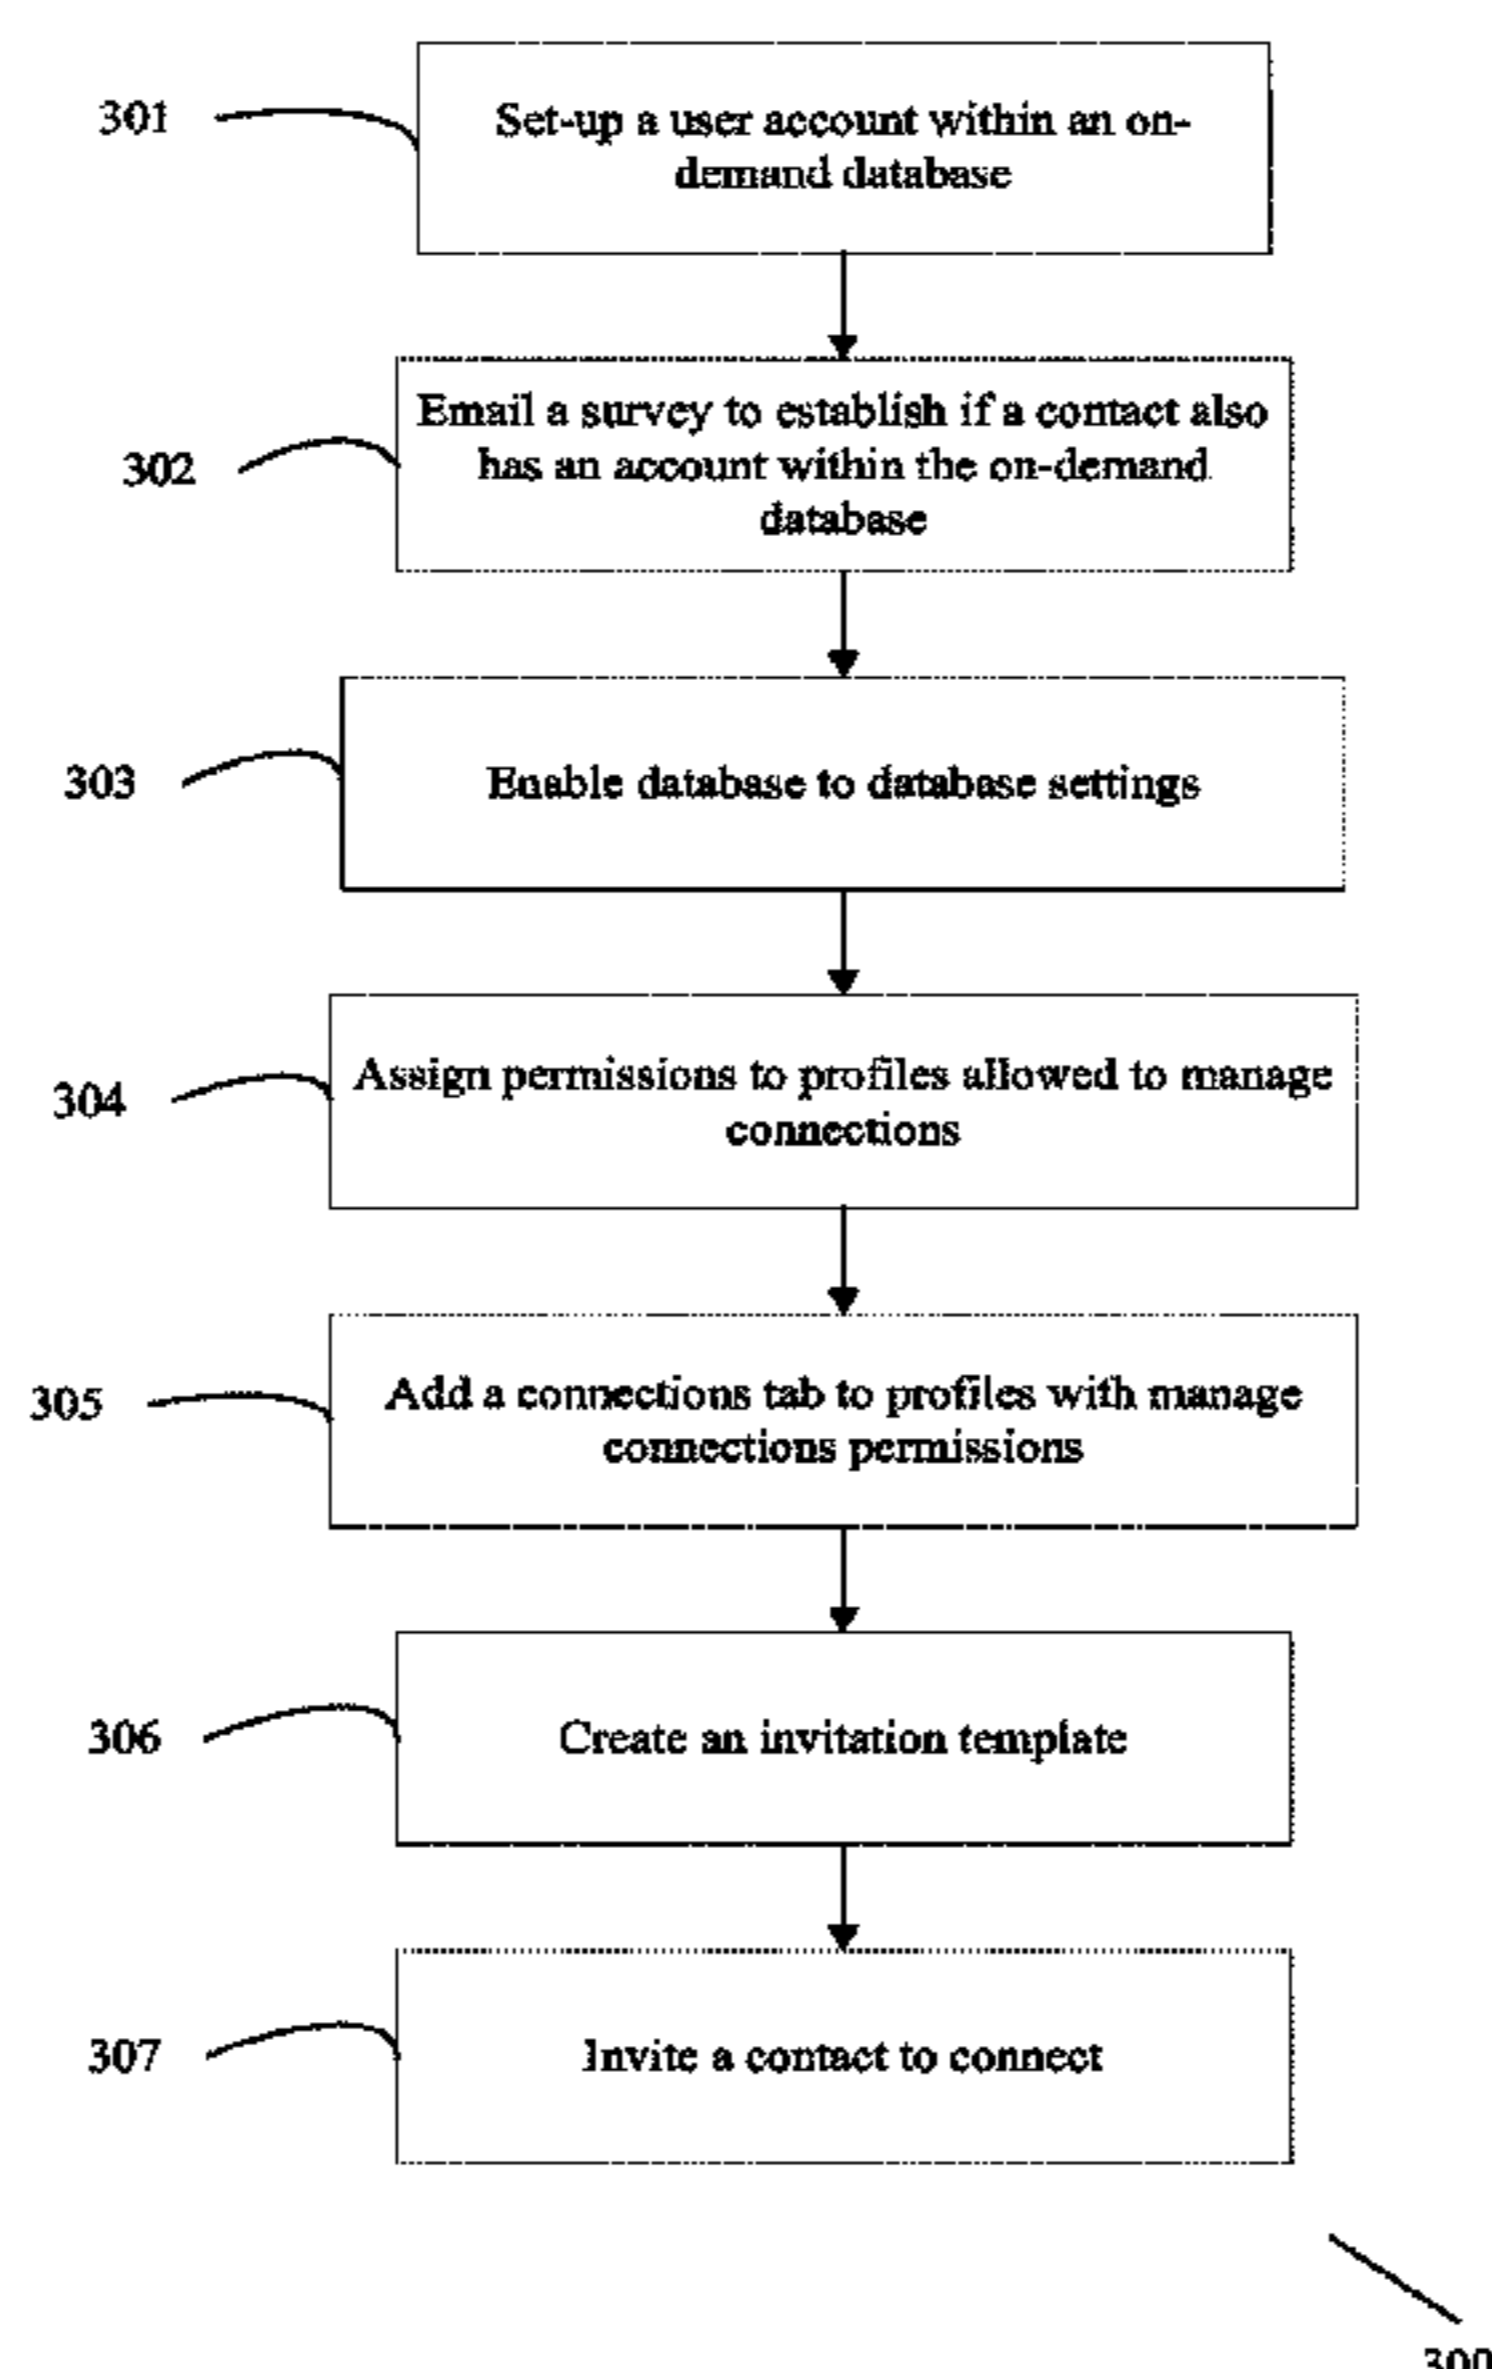 301
Set-up a user account within an on-
demand database
302
Email a survey to establish if a contact also
has an account within the on-demand
database
303
Enable database to database settings
304
Assign permissions to profiles allowed to manage
connections
305
Add a connections tab to profiles with manage
connections permissions
306
Create an invitation template
307
Invite a contact to connect
300